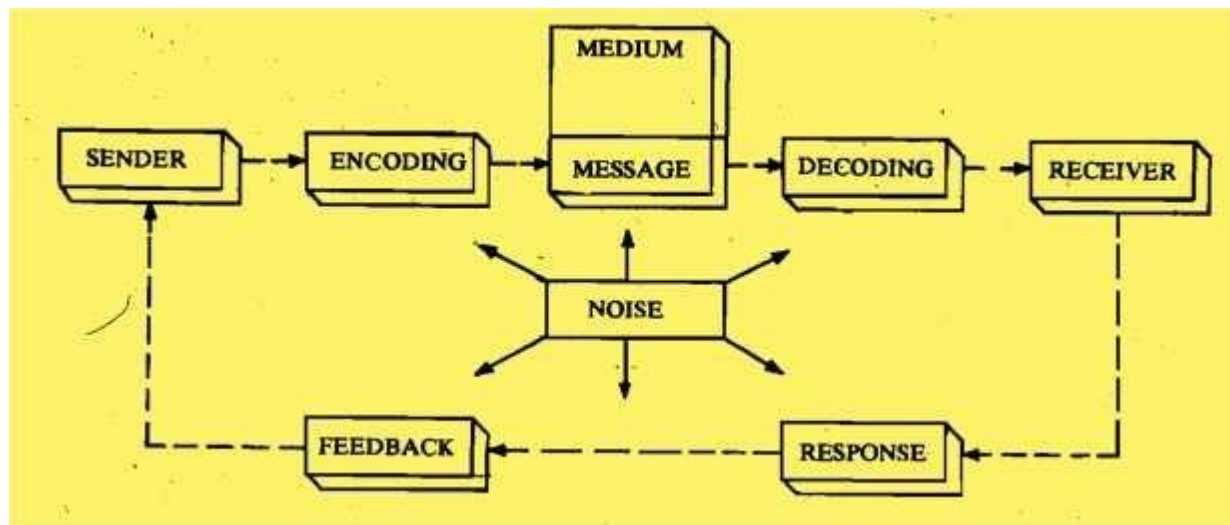 MEDIUM
SENDER
ENCODING
MESSAGE
DECODING
RECEIVER
NOISE
FEEDBACK
RESPONSE